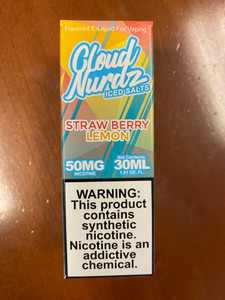 Flavored E-Liquid For Vaping
Cloud
Nurdz
ICED SALTS
STRAW BERRY
LEMON
50MG
NICOTINE
Net Contents:
30ML
1.01 OZ. FL.
WARNING:
This product
contains
synthetic
nicotine.
Nicotine is an
addictive
chemical.